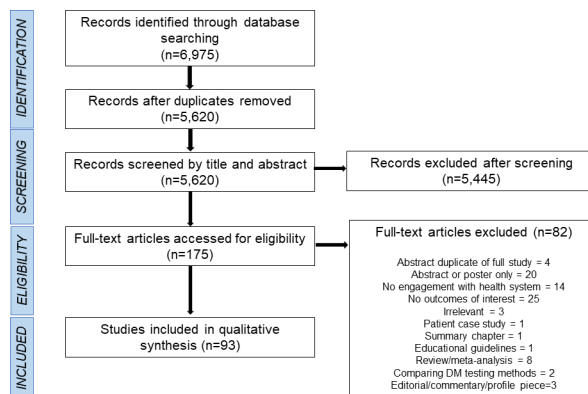 IDENTIFICATION
Records identified through database
searching
(n=6,975)
Records after duplicates removed
(n=5,620)
SCREENING
Records screened by title and abstract
(n=5,620)
Records excluded after screening
(n=5,445)
ELIGIBILITY
Full-text articles accessed for eligibility
(n=175)
Full-text articles excluded (n=82)
Abstract duplicate of full study = 4
Abstract or poster only = 20
No engagement with health system = 14
No outcomes of interest = 25
Irrelevant = 3
Patient case study = 1
Summary chapter = 1
Educational guidelines = 1
Review/meta-analysis = 8
Comparing DM testing methods = 2
Editorial/commentary/profile piece=3
INCLUDED
Studies included in qualitative
synthesis (n=93)